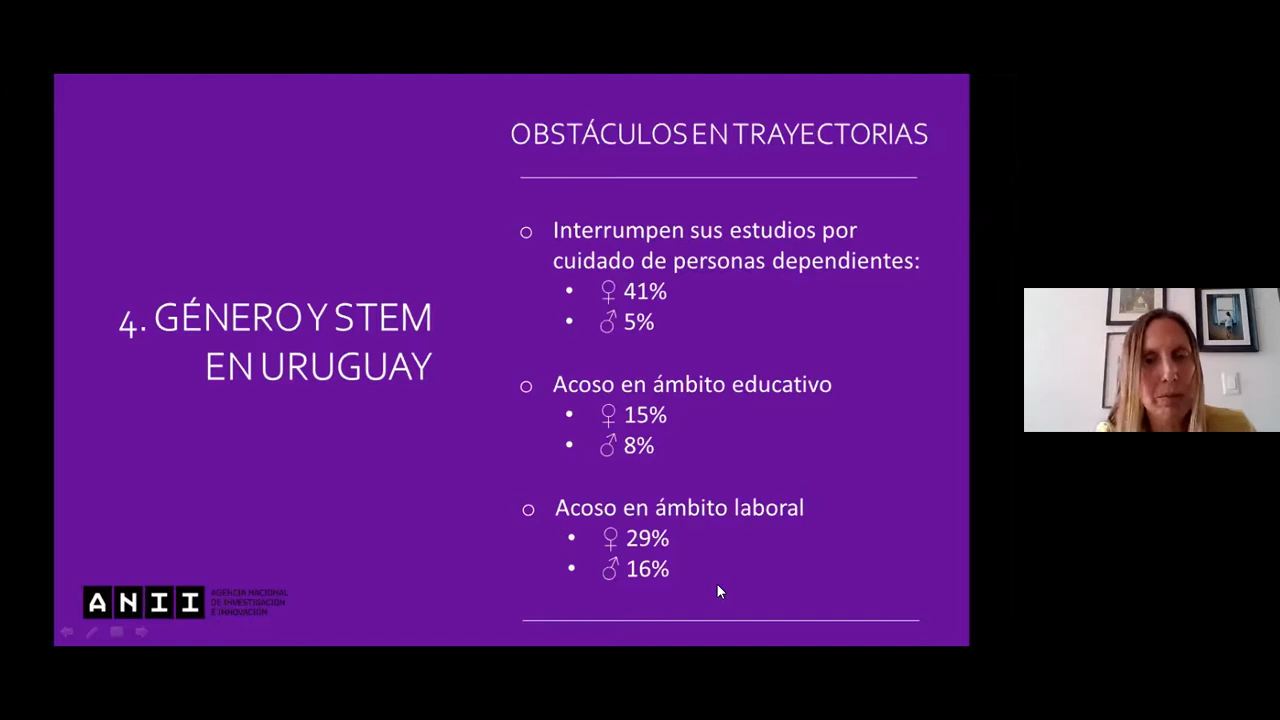 OBSTÁCULOS EN TRAYECTORIAS
4. GÉNERO Y STEM
EN URUGUAY
○ Interrumpen sus estudios por
cuidado de personas dependientes:
• ♀ 41%
• ♂ 5%
○ Acoso en ámbito educativo
• ♀ 15%
• ♂ 8%
○ Acoso en ámbito laboral
• ♀ 29%
• ♂ 16%
ANII
AGENCIA NACIONAL
DE INVESTIGACIÓN
E INNOVACIÓN